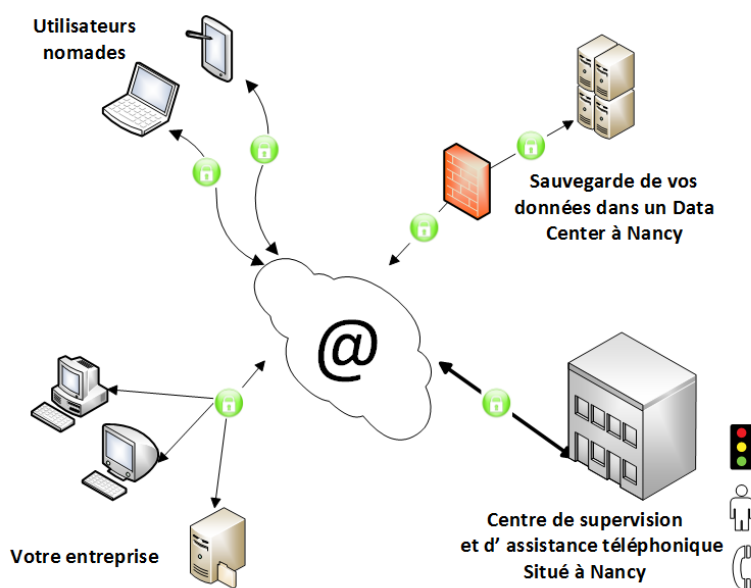 Utilisateurs
nomades
Sauvegarde de vos
données dans un Data
Center à Nancy
@
Votre entreprise
Centre de supervision
et d’ assistance téléphonique
Situé à Nancy